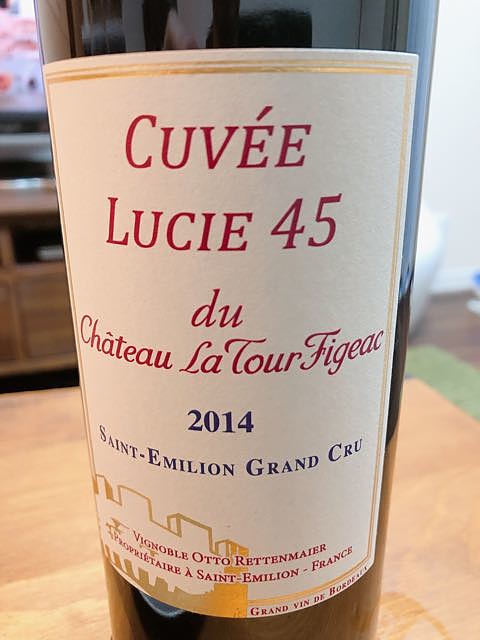 CUVÉE
LUCIE 45
du
Château La Tour Figeac
2014
SAINT-EMILION GRAND CRU
VIGNOBLE OTTO RETTENMAIER
PROPRIÉTAIRE À SAINT-EMILION - FRANCE
GRAND VIN DE BORDEAUX